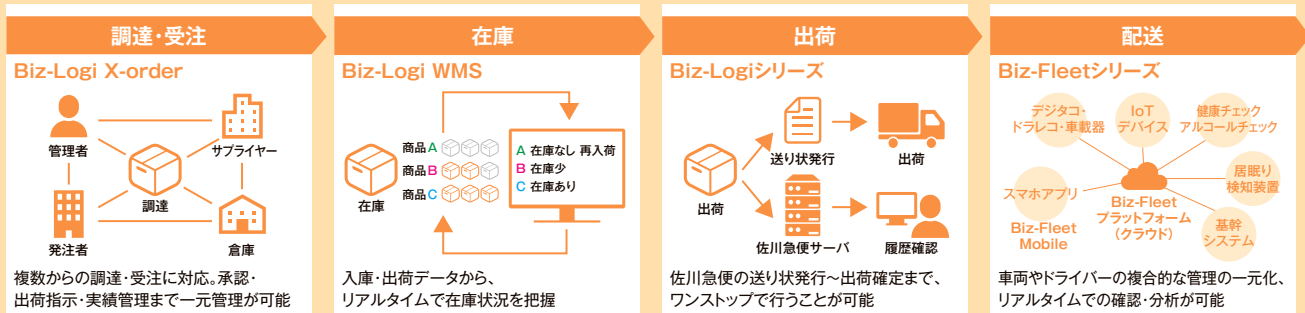 調達・受注
Biz-Logi X-order
管理者
サプライヤー
調達
発注者
倉庫
複数からの調達・受注に対応。承認・
出荷指示・実績管理まで一元管理が可能
在庫
Biz-Logi WMS
在庫
商品A
商品B
商品C
A 在庫なし 再入荷
B 在庫少
C 在庫あり
入庫・出荷データから、
リアルタイムで在庫状況を把握
出荷
Biz-Logiシリーズ
出荷
送り状発行
出荷
佐川急便サーバ
履歴確認
佐川急便の送り状発行～出荷確定まで、
ワンストップで行うことが可能
配送
Biz-Fleetシリーズ
デジタコ・
ドラレコ・車載器
IoT
デバイス
健康チェック
アルコールチェック
スマホアプリ
Biz-Fleet
Mobile
Biz-Fleet
プラットフォーム
（クラウド）
居眠り
検知装置
基幹
システム
車両やドライバーの複合的な管理の一元化、
リアルタイムでの確認・分析が可能